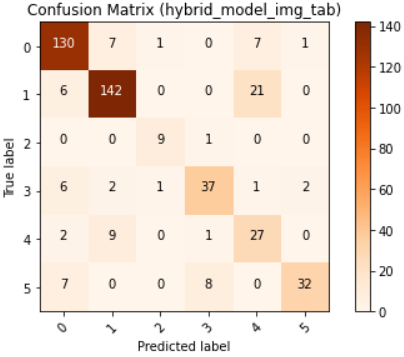 Confusion Matrix (hybrid_model_img_tab)
True label
0 130 7 1 0 7 1
1 6 142 0 0 21 0
2 0 0 9 1 0 0
3 6 2 1 37 1 2
4 2 9 0 1 27 0
5 7 0 0 8 0 32
0 1 2 3 4 5
Predicted label
140
120
100
80
60
40
20
0